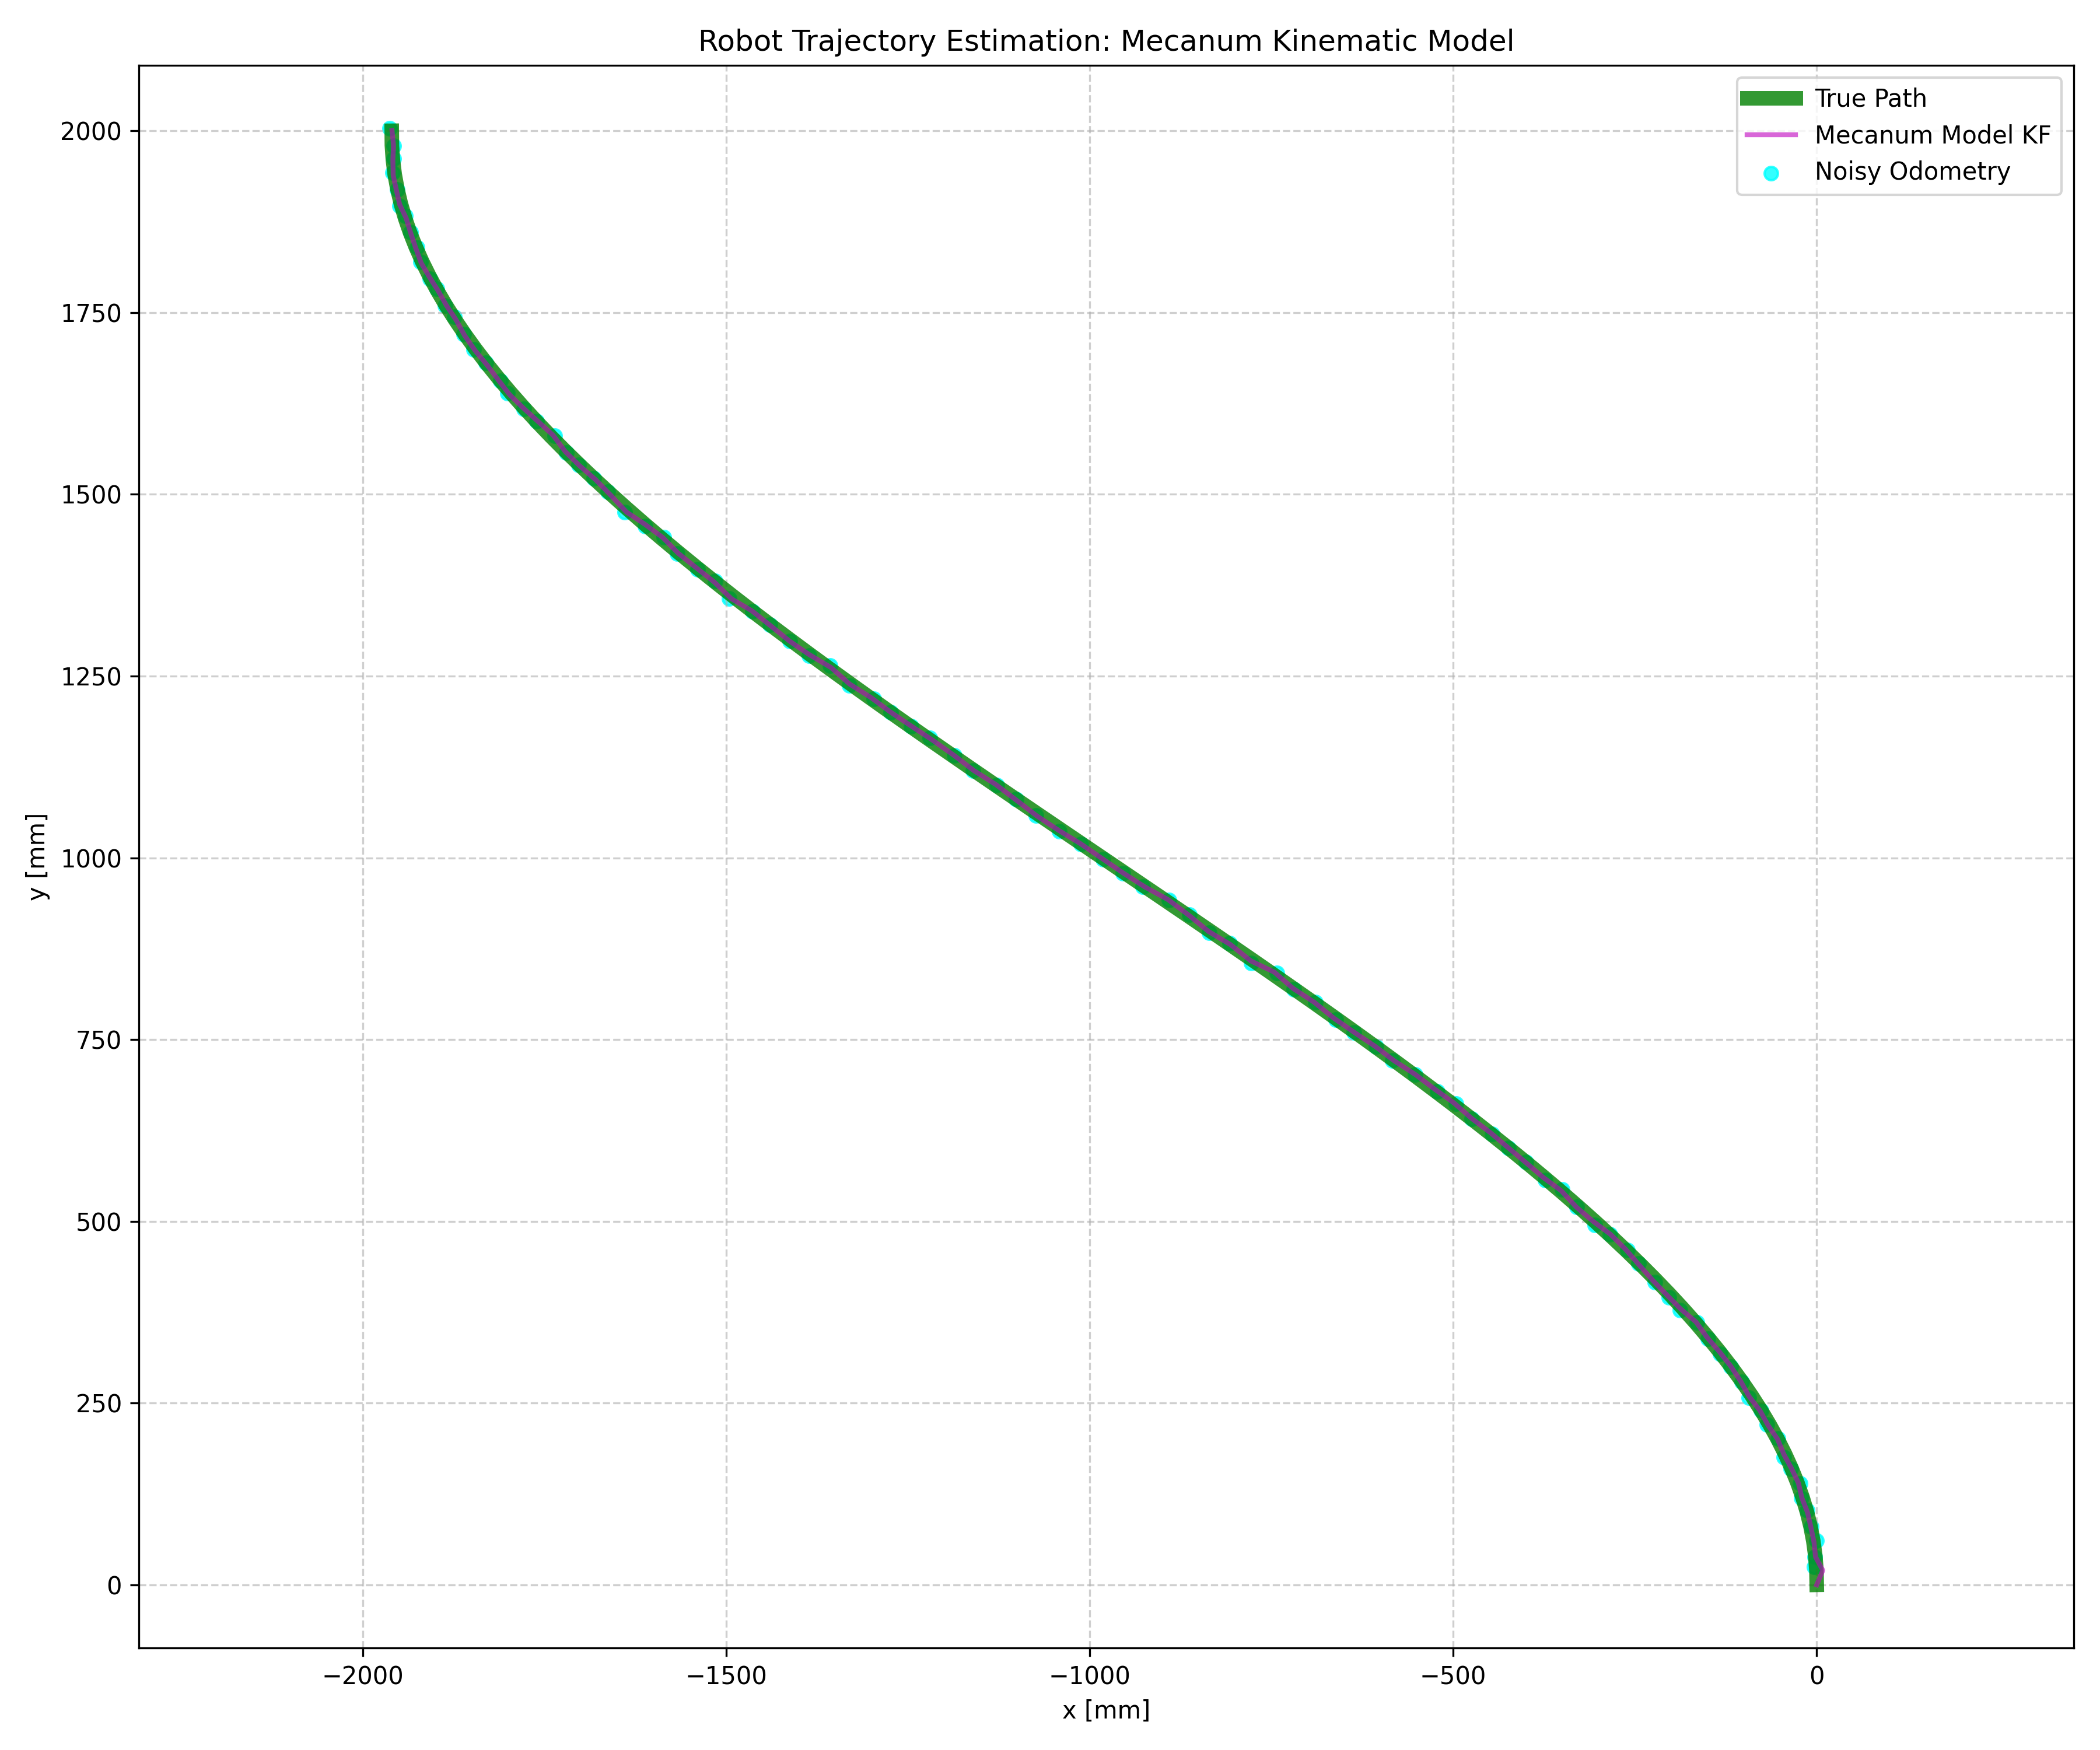 Robot Trajectory Estimation: Mecanum Kinematic Model
True Path
Mecanum Model KF
Noisy Odometry
y [mm]
2000
1750
1500
1250
1000
750
500
250
0
−2000
−1500
−1000
−500
0
x [mm]